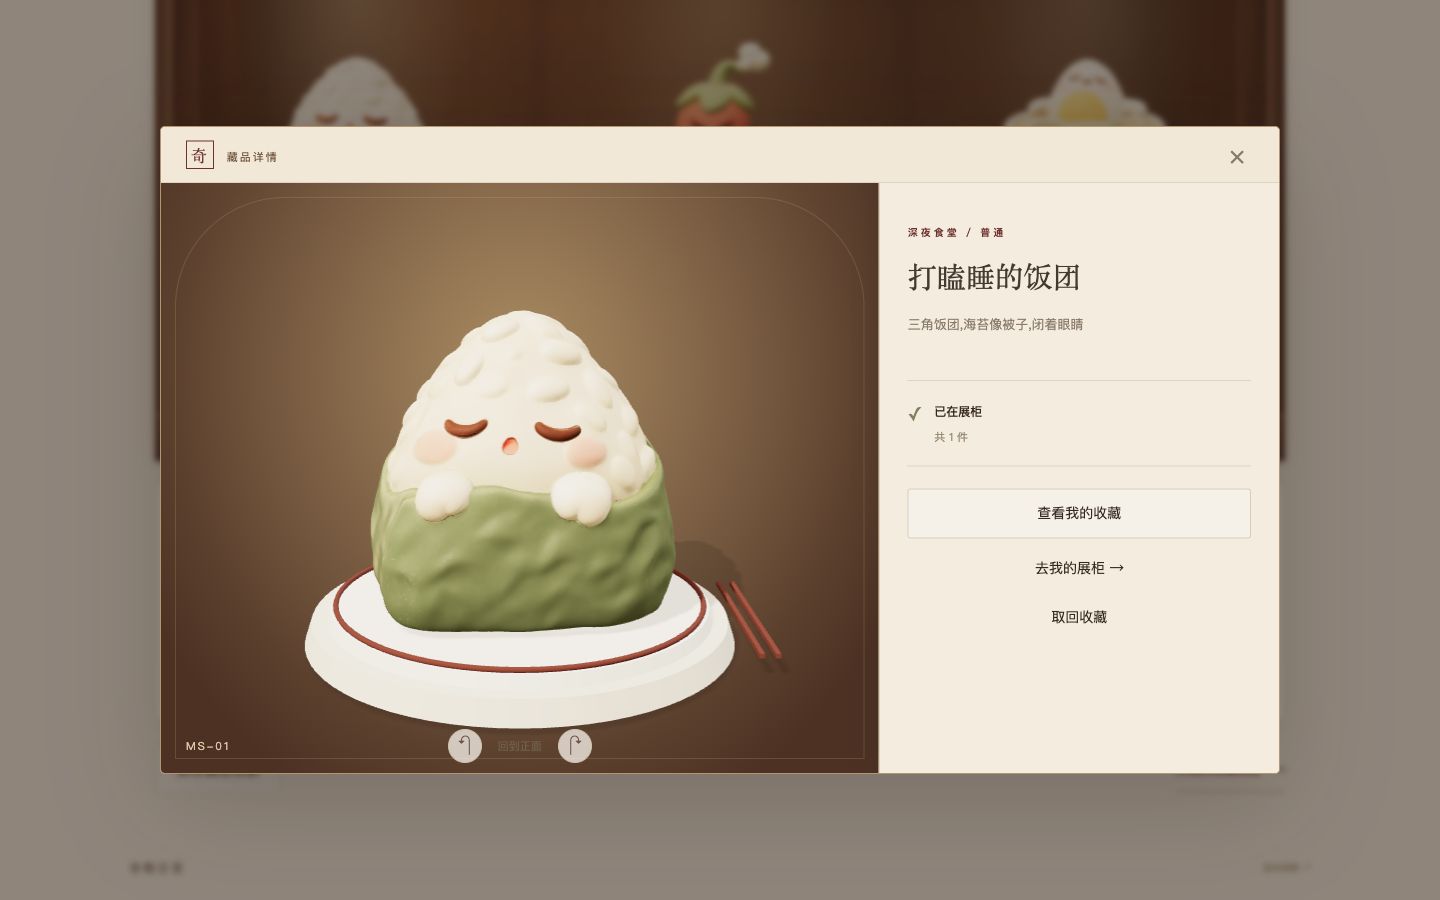 奇
藏品详情
深夜食堂 / 普通
打瞌睡的饭团
三角饭团,海苔像被子,闭着眼睛
已在展柜
共 1 件
查看我的收藏
去我的展柜 →
取回收藏
MS-01
回到正面